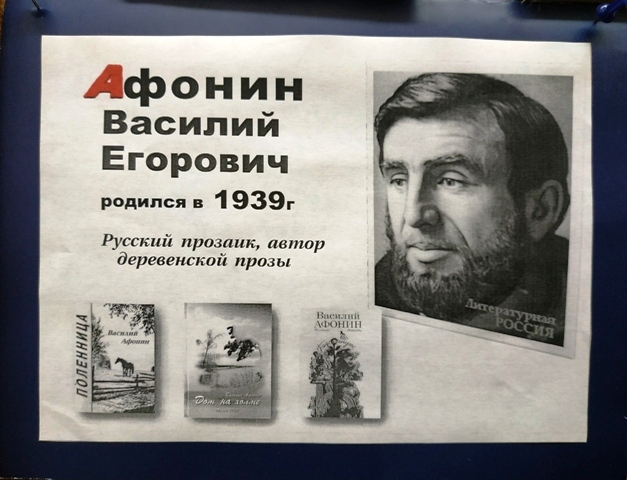 Афонин
Василий
Егорович
родился в 1939г
Русский прозаик, автор
деревенской прозы
Литературная
РОССИЯ
ПОЛЕННИЦА
Василий
Афонин
Дом на холме
Василий
АФОНИН